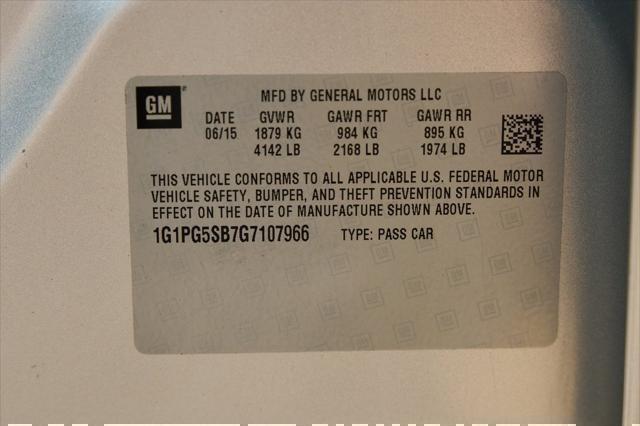 GM
MFD BY GENERAL MOTORS LLC
DATE GVWR GAWR FRT GAWR RR
06/15 1879 KG 984 KG 895 KG
4142 LB 2168 LB 1974 LB
THIS VEHICLE CONFORMS TO ALL APPLICABLE U.S. FEDERAL MOTOR
VEHICLE SAFETY, BUMPER, AND THEFT PREVENTION STANDARDS IN
EFFECT ON THE DATE OF MANUFACTURE SHOWN ABOVE.
1G1PG5SB7G7107966 TYPE: PASS CAR